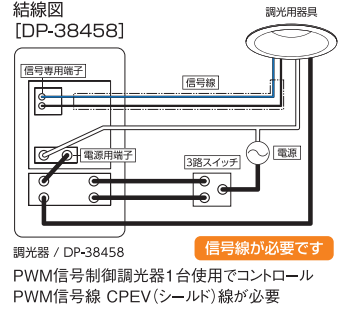 結線図
[DP-38458]
調光用器具
信号専用端子
信号線
電源用端子
3路スイッチ
電源
調光器 / DP-38458
信号線が必要です
PWM信号制御調光器1台使用でコントロール
PWM信号線 CPEV(シールド)線が必要